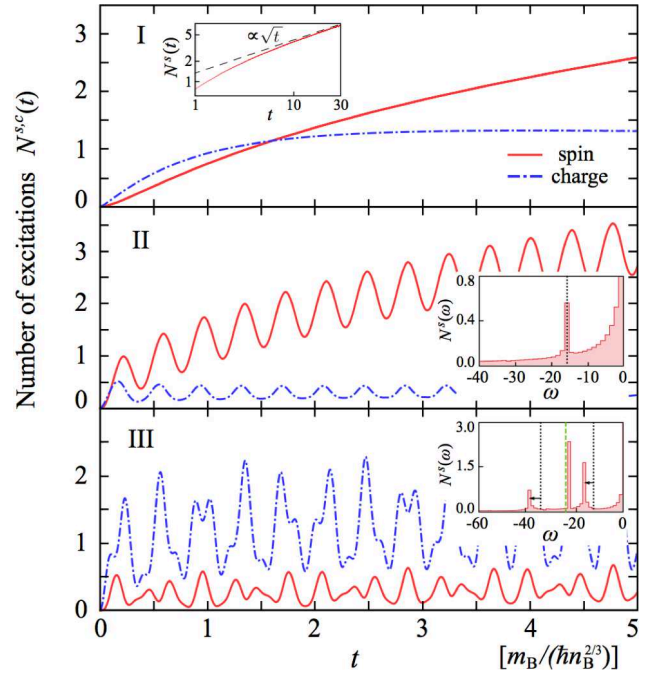 Number of excitations N^{s,c}(t)
I
3
2
1
0
N^s(t)
5
2
1
∝√t
1 10 30
t
spin
charge
II
3
2
1
0
N^s(ω)
0.8
0.4
0.0
-40 -30 -20 -10 0
ω
III
2
1
0
N^s(ω)
3.0
1.5
0.0
-60 -40 -20 0
ω
0 1 2 3 4 5
t [m_B/(ħn_B^{2/3})]